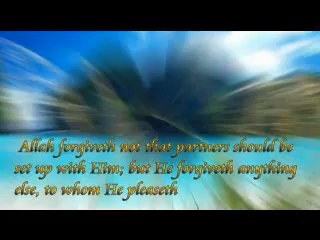 Allah forgiveth not that partners should be
set up with Him; but He forgiveth anything
else, to whom He pleaseth